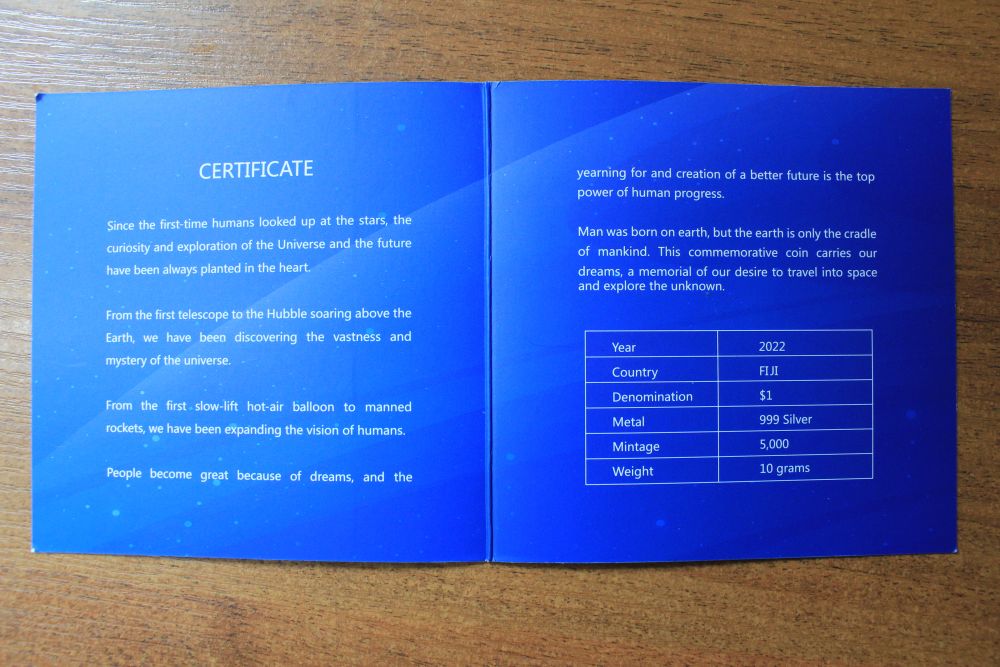 CERTIFICATE
Since the first-time humans looked up at the stars, the
curiosity and exploration of the Universe and the future
have been always planted in the heart.
From the first telescope to the Hubble soaring above the
Earth, we have been discovering the vastness and
mystery of the universe.
From the first slow-lift hot-air balloon to manned
rockets, we have been expanding the vision of humans.
People become great because of dreams, and the
yearning for and creation of a better future is the top
power of human progress.
Man was born on earth, but the earth is only the cradle
of mankind. This commemorative coin carries our
dreams, a memorial of our desire to travel into space
and explore the unknown.
Year 2022
Country FIJI
Denomination $1
Metal 999 Silver
Mintage 5,000
Weight 10 grams